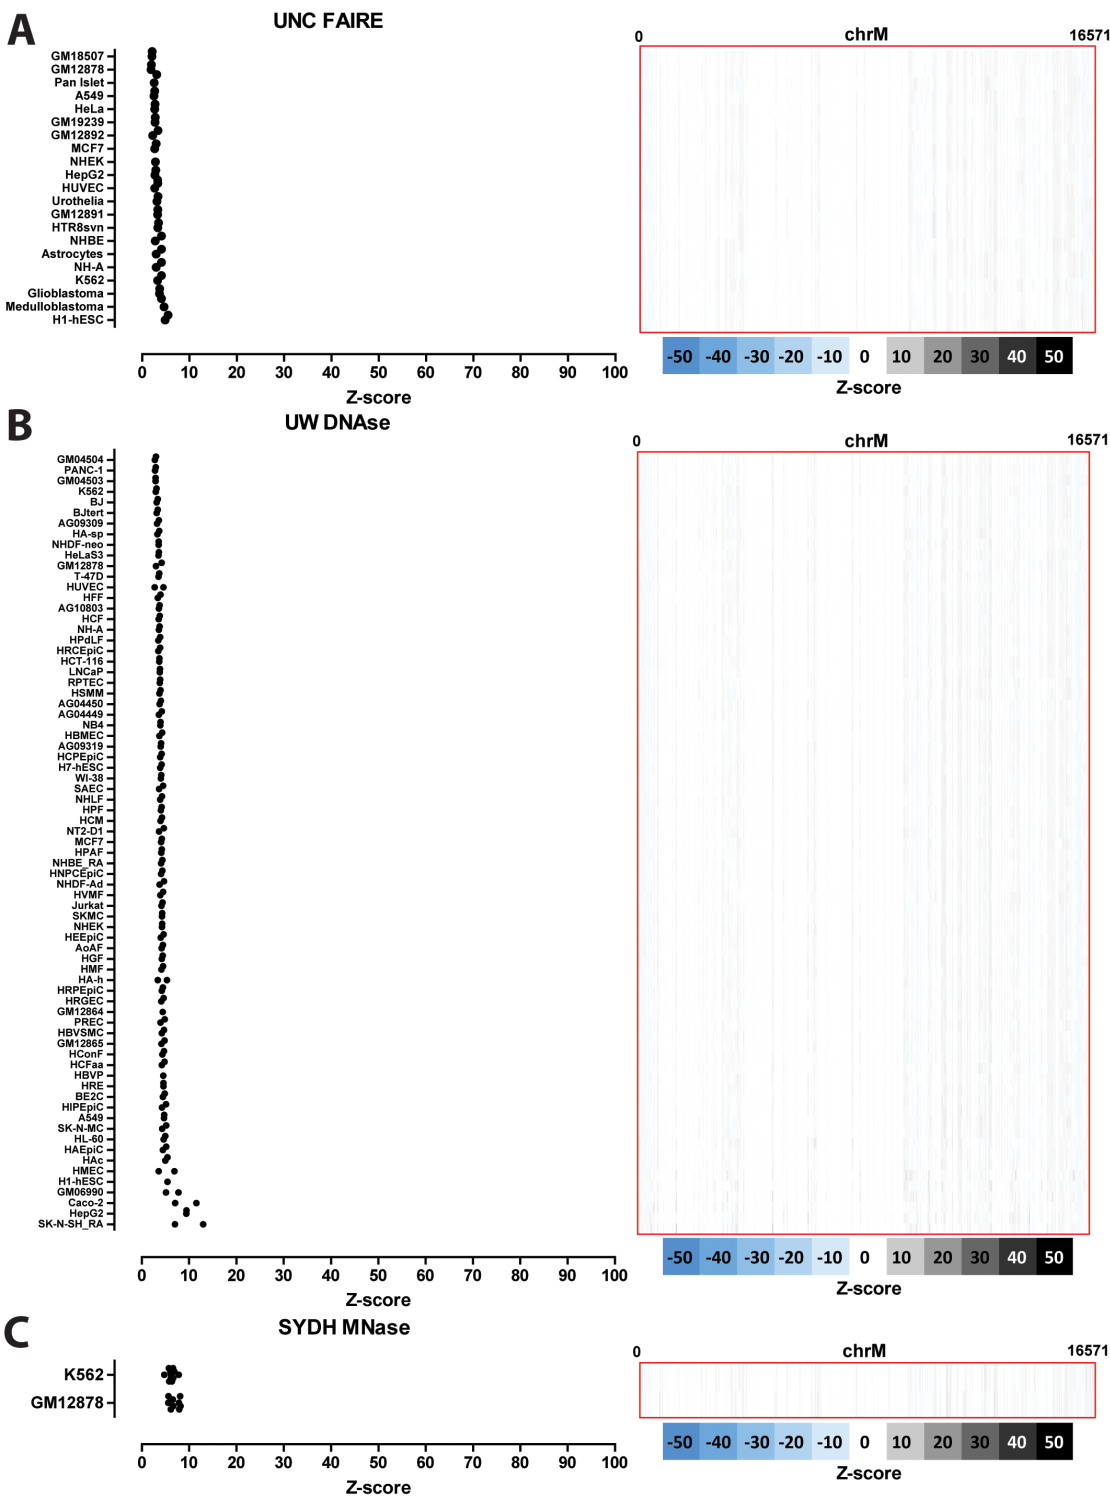 A
UNC FAIRE
0 chrM 16571
GM18507
GM12878
Pan Islet
A549
HeLa
GM19239
GM12892
MCF7
NHEK
HepG2
HUVEC
Urothelia
GM12891
HTR8svn
NHBE
Astrocytes
NH-A
K562
Glioblastoma
Medulloblastoma
H1-hESC
0 10 20 30 40 50 60 70 80 90 100
Z-score
-50 -40 -30 -20 -10 0 10 20 30 40 50
Z-score
B
UW DNAse
0 chrM 16571
GM04504
PANC-1
GM04503
K562
BJ
BJtert
AG09309
HA-sp
NHDF-neo
HeLaS3
GM12878
T-47D
HUVEC
HFF
AG10803
HCF
NH-A
HPdLF
HRCEpiC
HCT-116
LNCaP
RPTEC
HSMM
AG04450
AG04449
NB4
HBMEC
AG09319
HCPEpiC
H7-hESC
WI-38
SAEC
NHLF
HPF
HCM
NT2-D1
MCF7
HPAF
NHBE_RA
HNPCEpiC
NHDF-Ad
HVMF
Jurkat
SKMC
NHEK
HEEpiC
AoAF
HGF
HMF
HA-h
HRPEpiC
HRGEC
GM12864
PREC
HBVSMC
GM12865
HConF
HCFaa
HBVP
HRE
BE2C
HIPEpiC
A549
SK-N-MC
HL-60
HAEpiC
HAc
HMEC
H1-hESC
GM06990
Caco-2
HepG2
SK-N-SH_RA
0 10 20 30 40 50 60 70 80 90 100
Z-score
-50 -40 -30 -20 -10 0 10 20 30 40 50
Z-score
C
SYDH MNase
0 chrM 16571
K562
GM12878
0 10 20 30 40 50 60 70 80 90 100
Z-score
-50 -40 -30 -20 -10 0 10 20 30 40 50
Z-score